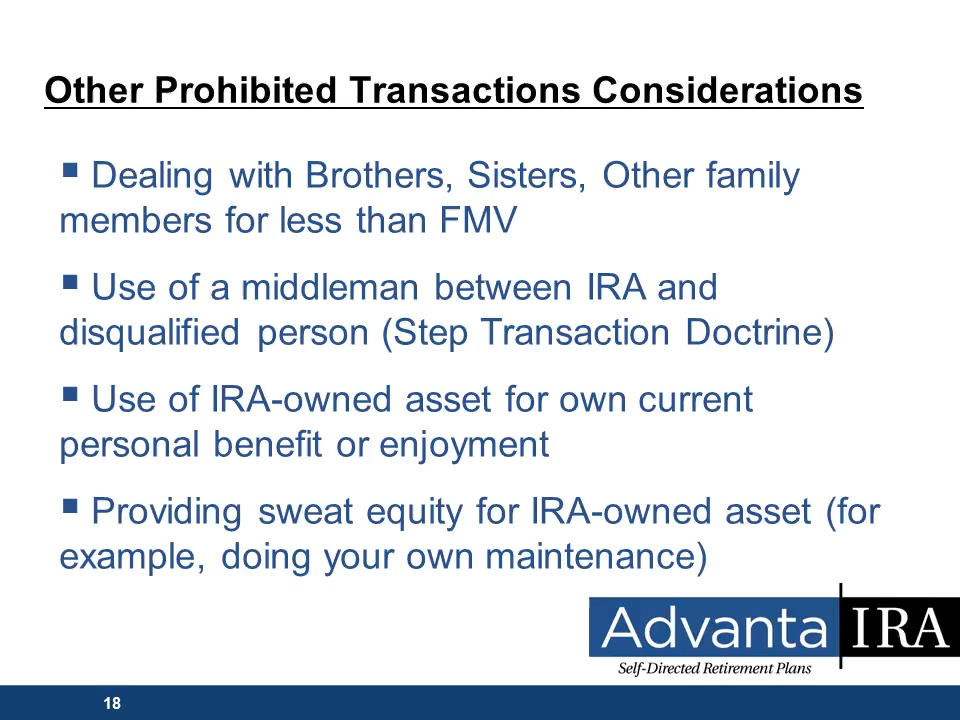 Other Prohibited Transactions Considerations
▪ Dealing with Brothers, Sisters, Other family
members for less than FMV
▪ Use of a middleman between IRA and
disqualified person (Step Transaction Doctrine)
▪ Use of IRA-owned asset for own current
personal benefit or enjoyment
▪ Providing sweat equity for IRA-owned asset (for
example, doing your own maintenance)
Advanta IRA
Self-Directed Retirement Plans
18